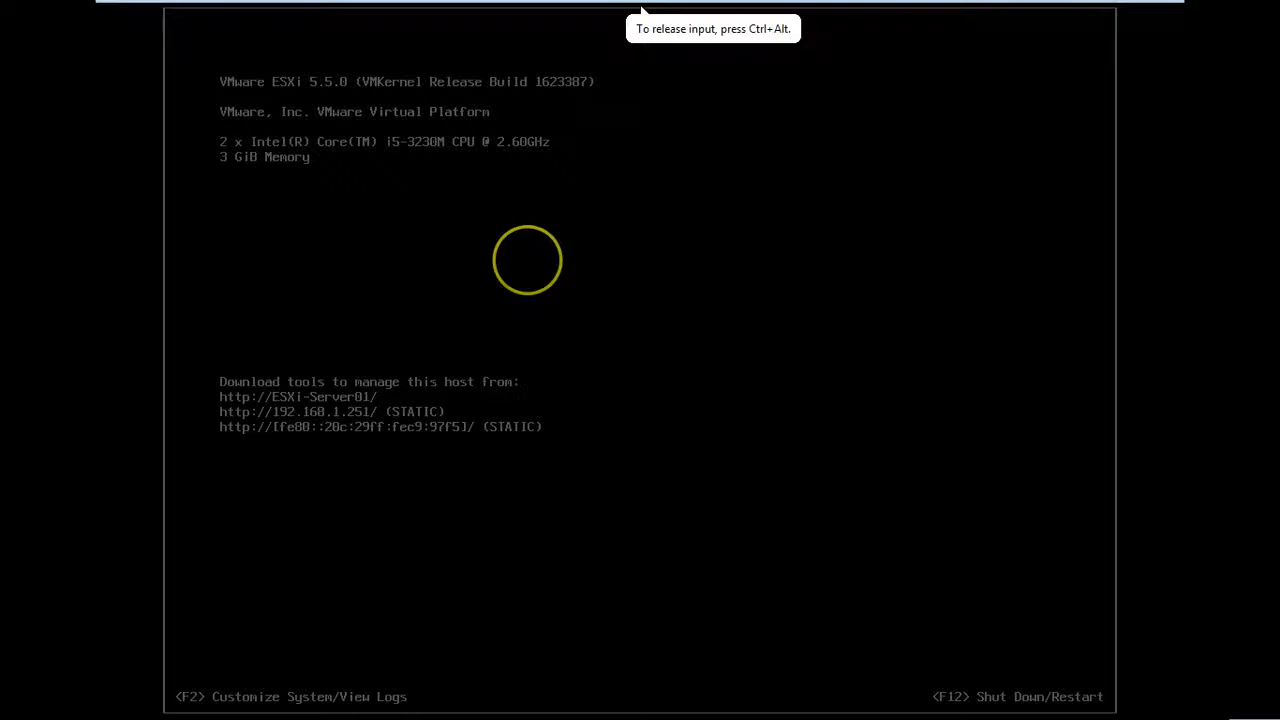 To release input, press Ctrl+Alt.
VMware ESXi 5.5.0 (VMKernel Release Build 1623387)
VMware, Inc. VMware Virtual Platform
2 x Intel(R) Core(TM) i5-3230M CPU @ 2.60GHz
3 GiB Memory
Download tools to manage this host from:
http://ESXi-Server01/
http://192.168.1.251/ (STATIC)
http://[fe80::20c:29ff:fec9:97f5]/ (STATIC)
<F2> Customize System/View Logs
<F12> Shut Down/Restart